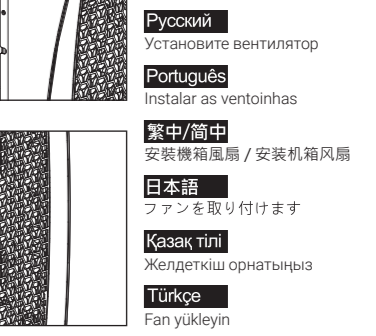 Русский
Установите вентилятор
Português
Instalar as ventoinhas
繁中/简中
安裝機箱風扇 / 安装机箱风扇
日本語
ファンを取り付けます
Қазақ тілі
Желдеткіш орнатыңыз
Türkçe
Fan yükleyin